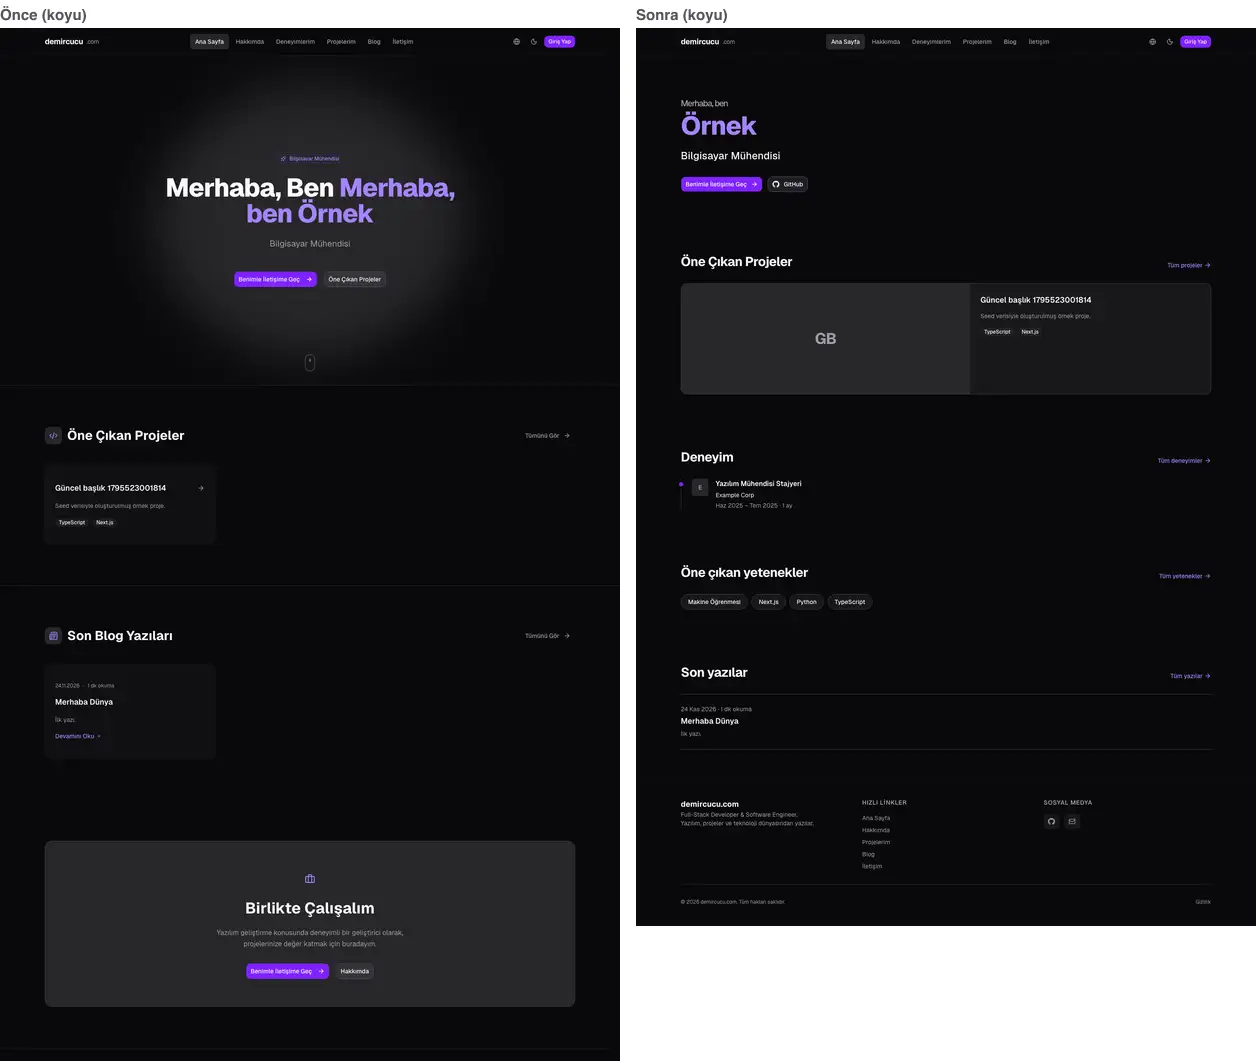 Önce (koyu)
demircucu .com
Ana Sayfa Hakkımda Deneyimlerim Projelerim Blog İletişim
Giriş Yap
Bilgisayar Mühendisi
Merhaba, Ben Merhaba,
ben Örnek
Bilgisayar Mühendisi
Benimle İletişime Geç →
Öne Çıkan Projeler
Öne Çıkan Projeler
Tümünü Gör →
Güncel başlık 1795523001814 →
Seed verisiyle oluşturulmuş örnek proje.
TypeScript Next.js
Son Blog Yazıları
Tümünü Gör →
24.11.2026 · 1 dk okuma
Merhaba Dünya
İlk yazı.
Devamını Oku
Birlikte Çalışalım
Yazılım geliştirme konusunda deneyimli bir geliştirici olarak,
projelerinize değer katmak için buradayım.
Benimle İletişime Geç →
Hakkımda
Sonra (koyu)
demircucu .com
Ana Sayfa Hakkımda Deneyimlerim Projelerim Blog İletişim
Giriş Yap
Merhaba, ben
Örnek
Bilgisayar Mühendisi
Benimle İletişime Geç →
GitHub
Öne Çıkan Projeler
Tüm projeler →
GB
Güncel başlık 1795523001814
Seed verisiyle oluşturulmuş örnek proje.
TypeScript Next.js
Deneyim
Tüm deneyimler →
E
Yazılım Mühendisi Stajyeri
Example Corp
Haz 2025 – Tem 2025 · 1 ay
Öne çıkan yetenekler
Tüm yetenekler →
Makine Öğrenmesi Next.js Python TypeScript
Son yazılar
Tüm yazılar →
24 Kas 2026 · 1 dk okuma
Merhaba Dünya
İlk yazı.
demircucu.com
Full-Stack Developer & Software Engineer.
Yazılım, projeler ve teknoloji dünyasından yazılar.
HIZLI LİNKLER
Ana Sayfa
Hakkımda
Projelerim
Blog
İletişim
SOSYAL MEDYA
© 2026 demircucu.com. Tüm hakları saklıdır.
Gizlilik